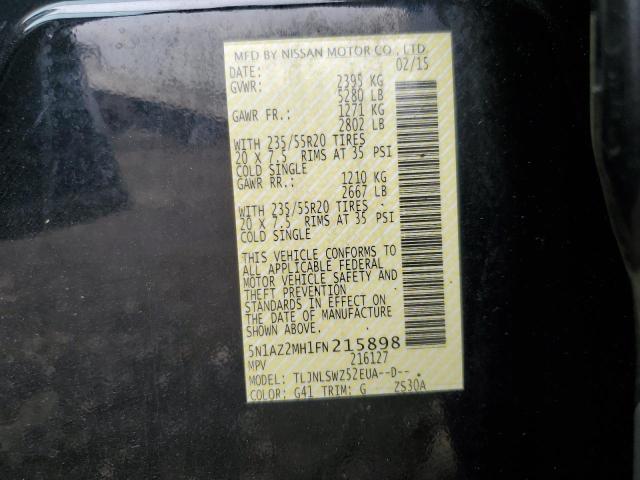 MFD BY NISSAN MOTOR CO., LTD
DATE: 02/15
GVWR: 2395 KG
5280 LB
GAWR FR.: 1271 KG
2802 LB
WITH 235/55R20 TIRES
20 X 7.5 RIMS AT 35 PSI
COLD SINGLE
GAWR RR.: 1210 KG
2667 LB
WITH 235/55R20 TIRES
20 X 7.5 RIMS AT 35 PSI
COLD SINGLE
THIS VEHICLE CONFORMS TO
ALL APPLICABLE FEDERAL
MOTOR VEHICLE SAFETY AND
THEFT PREVENTION
STANDARDS IN EFFECT ON
THE DATE OF MANUFACTURE
SHOWN ABOVE.
5N1AZ2MH1FN215898
MPV 216127
MODEL: TLJNLSWZ52EUA--D--
COLOR: G41 TRIM: G ZS30A